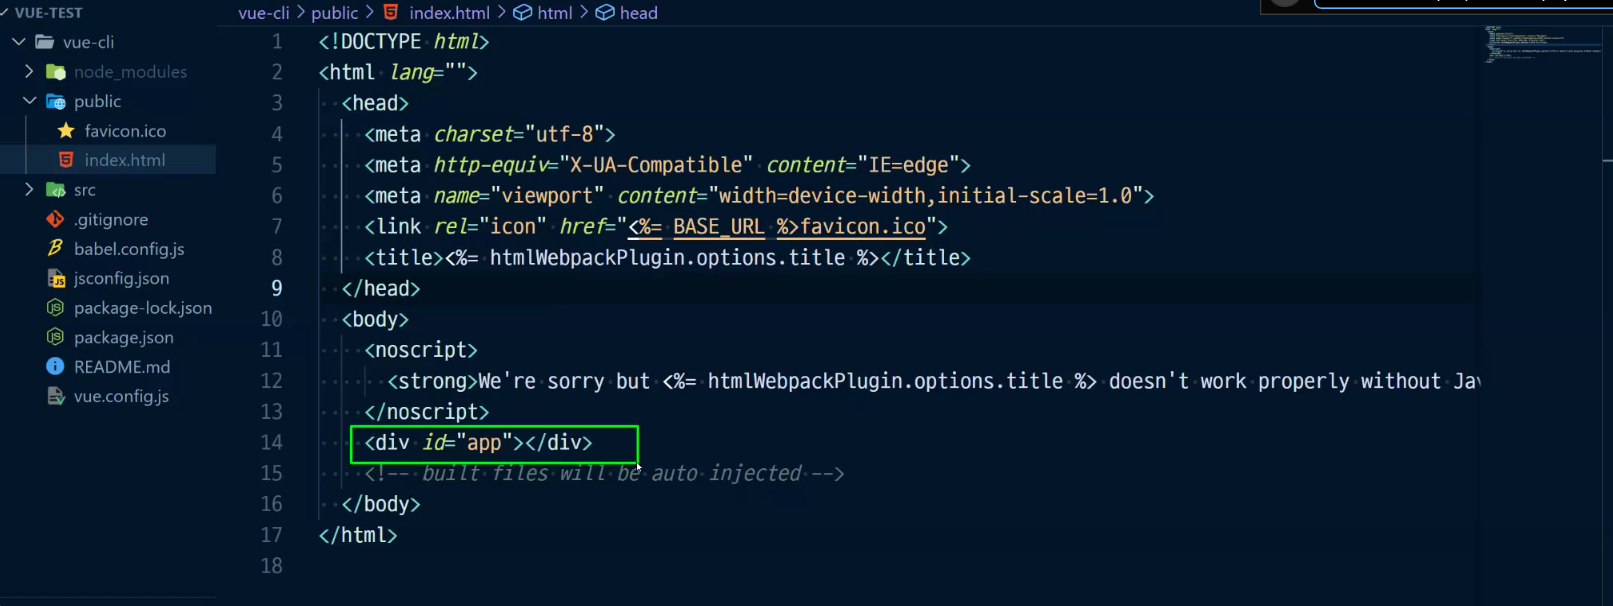 VUE-TEST
vue-cli
node_modules
public
favicon.ico
index.html
src
.gitignore
babel.config.js
jsconfig.json
package-lock.json
package.json
README.md
vue.config.js
vue-cli > public > index.html > html > head
1 <!DOCTYPE html>
2 <html lang="">
3 <head>
4 <meta charset="utf-8">
5 <meta http-equiv="X-UA-Compatible" content="IE=edge">
6 <meta name="viewport" content="width=device-width,initial-scale=1.0">
7 <link rel="icon" href="<%= BASE_URL %>favicon.ico">
8 <title><%= htmlWebpackPlugin.options.title %></title>
9 </head>
10 <body>
11 <noscript>
12 <strong>We're sorry but <%= htmlWebpackPlugin.options.title %> doesn't work properly without Ja
13 </noscript>
14 <div id="app"></div>
15 <!-- built files will be auto injected -->
16 </body>
17 </html>
18